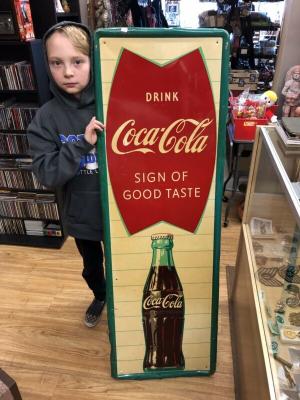 DRINK
Coca-Cola
SIGN OF
GOOD TASTE
Coca-Cola